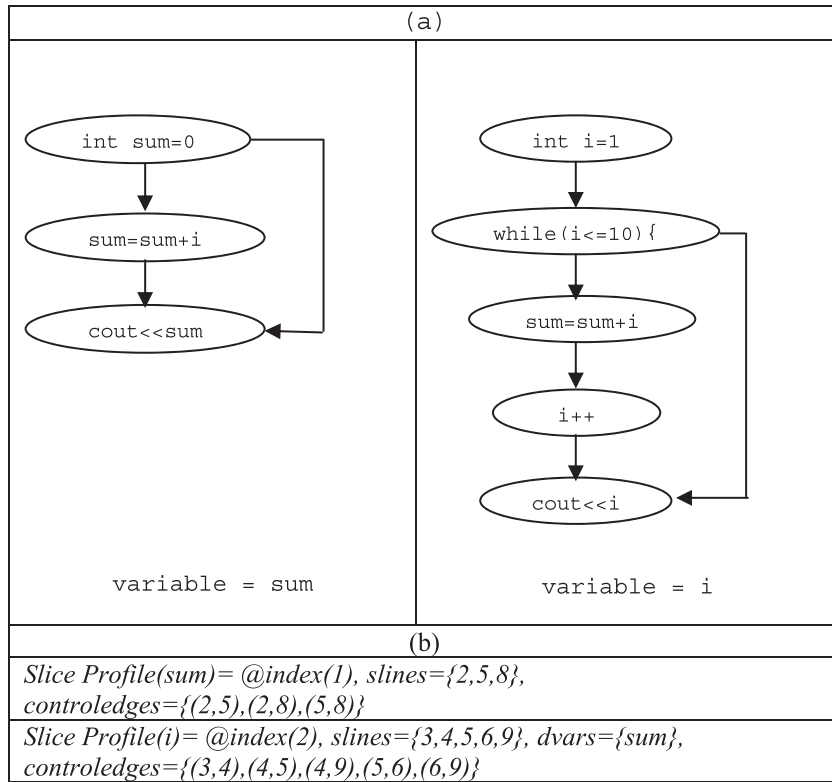 (a)
int sum=0
sum=sum+i
cout<<sum
variable = sum
int i=1
while(i<=10){
sum=sum+i
i++
cout<<i
variable = i
(b)
Slice Profile(sum)= @index(1), slines={2,5,8},
controledges={(2,5),(2,8),(5,8)}
Slice Profile(i)= @index(2), slines={3,4,5,6,9}, dvars={sum},
controledges={(3,4),(4,5),(4,9),(5,6),(6,9)}